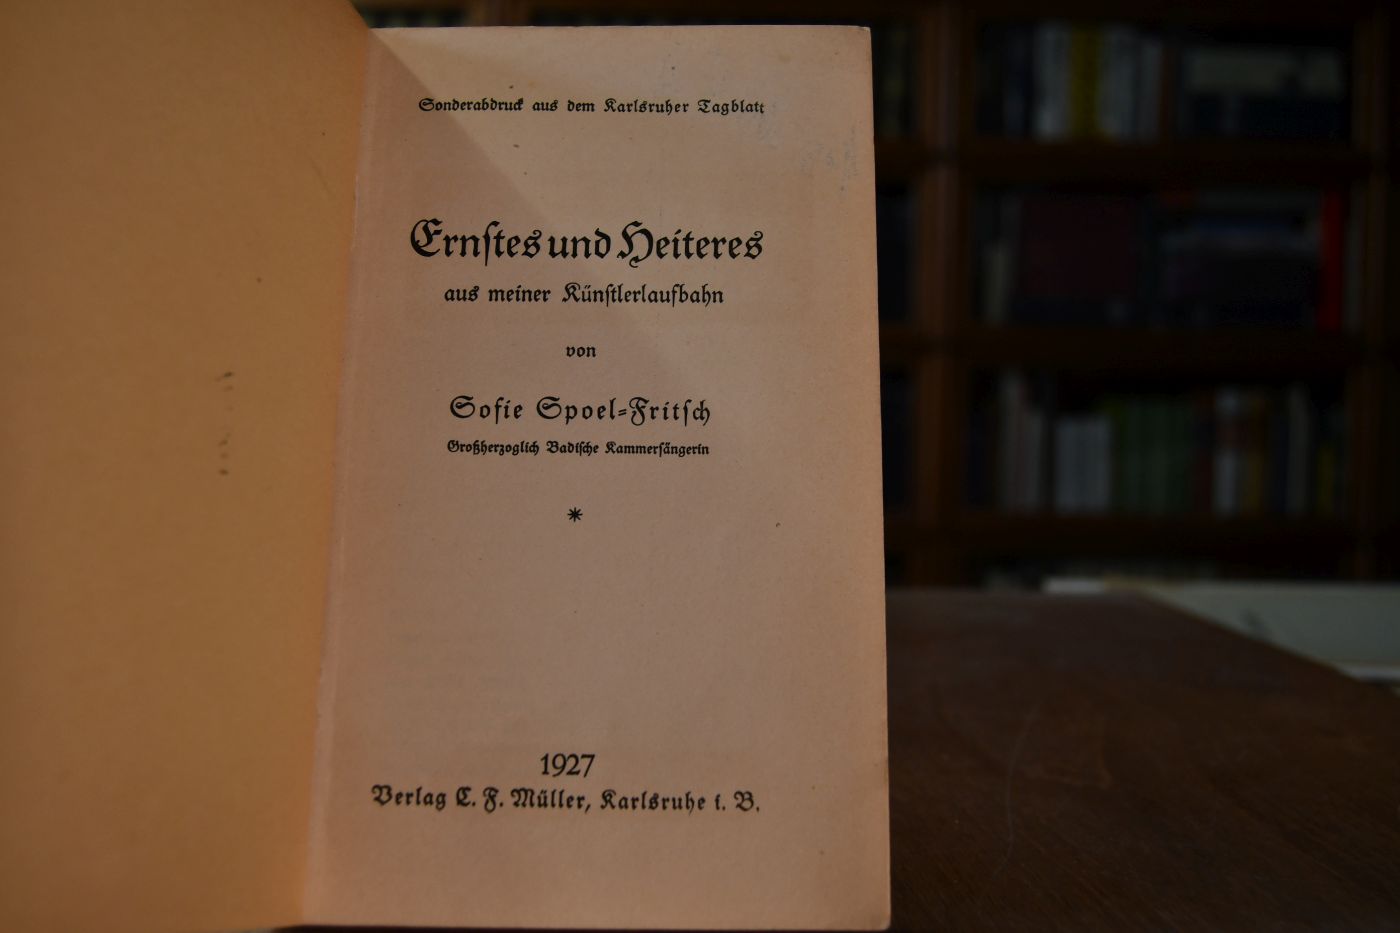 Sonderabdruck aus dem Karlsruher Tagblatt
Ernstes und Heiteres
aus meiner Künstlerlaufbahn
von
Sofie Spoel=Fritsch
Großherzoglich Badische Kammersängerin
*
1927
Verlag C. F. Müller, Karlsruhe i. B.